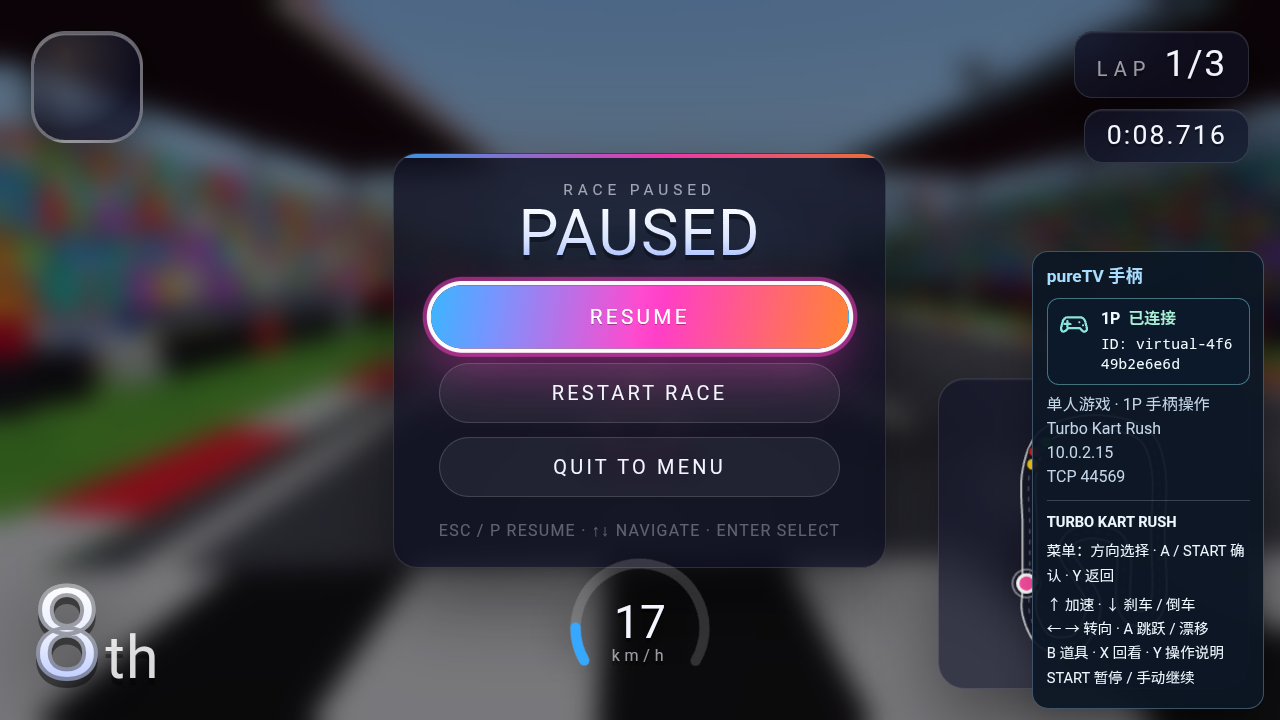 LAP 1/3
0:08.716
RACE PAUSED
PAUSED
RESUME
RESTART RACE
QUIT TO MENU
ESC / P RESUME · ↑↓ NAVIGATE · ENTER SELECT
8th
17
km/h
pureTV 手柄
1P 已连接
ID: virtual-4f6
49b2e6e6d
单人游戏 · 1P 手柄操作
Turbo Kart Rush
10.0.2.15
TCP 44569
TURBO KART RUSH
菜单：方向选择 · A / START 确
认 · Y 返回
↑ 加速 · ↓ 刹车 / 倒车
←→ 转向 · A 跳跃 / 漂移
B 道具 · X 回看 · Y 操作说明
START 暂停 / 手动继续